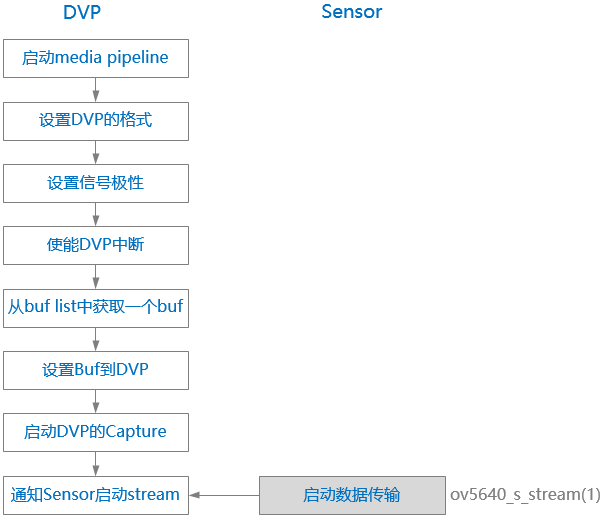 DVP
Sensor
启动media pipeline
设置DVP的格式
设置信号极性
使能DVP中断
从buf list中获取一个buf
设置Buf到DVP
启动DVP的Capture
通知Sensor启动stream
启动数据传输
ov5640_s_stream(1)